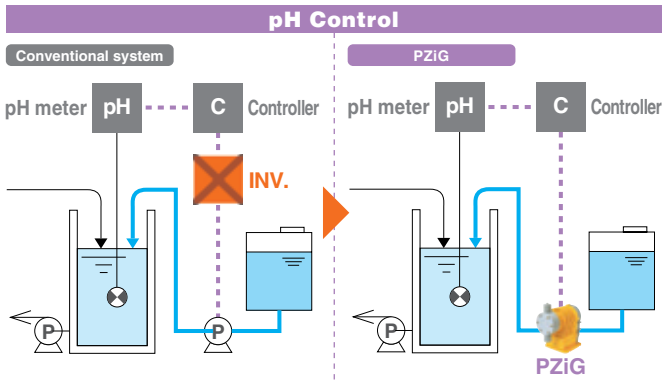 pH Control
Conventional system
pH meter pH C Controller
INV.
P P
PZiG
pH meter pH C Controller
P
PZiG